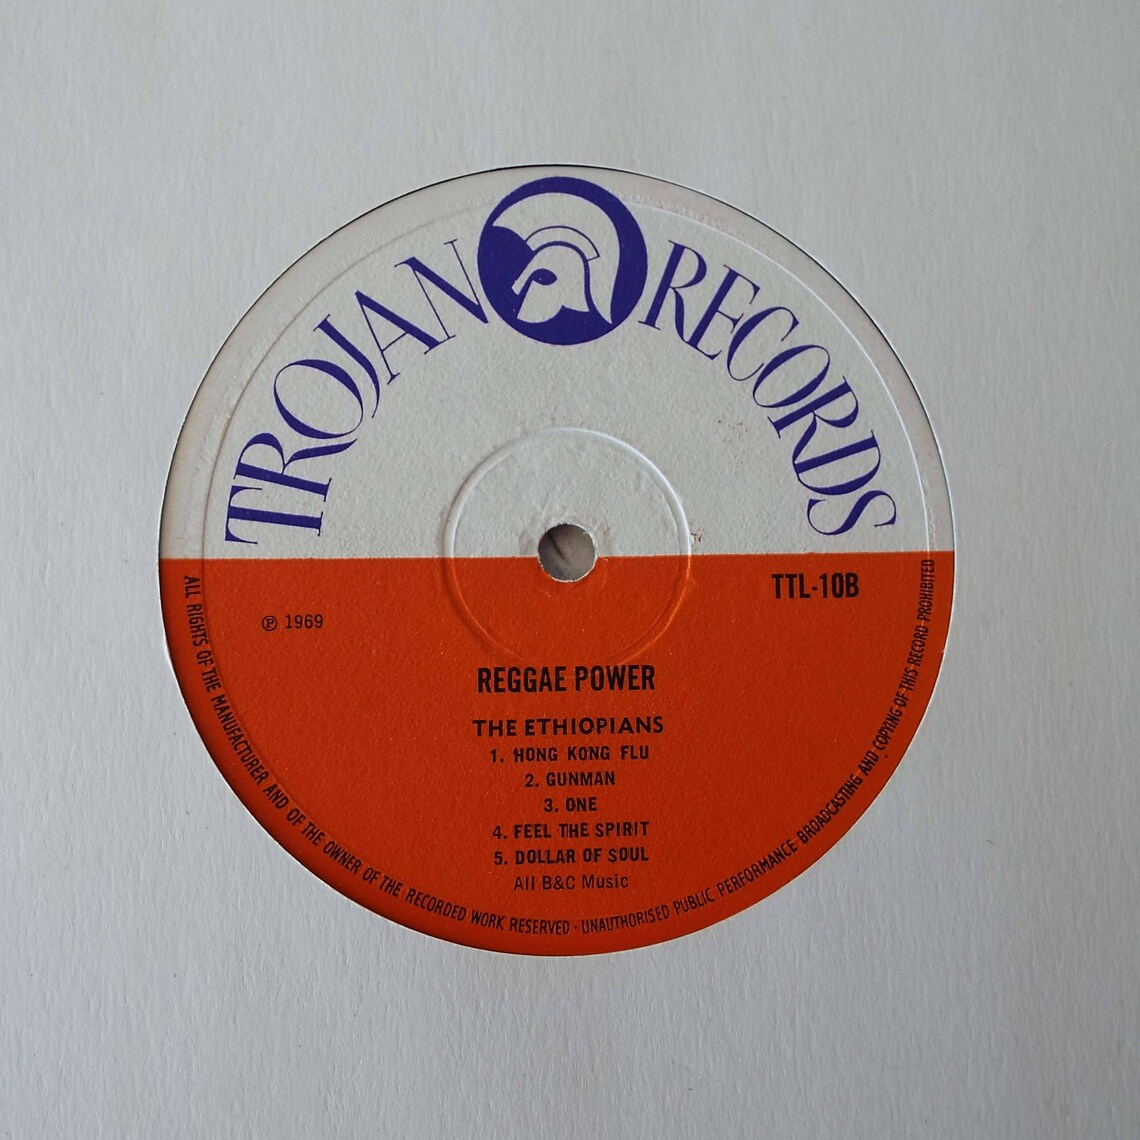 TROJAN RECORDS
TTL-10B
℗ 1969
REGGAE POWER
THE ETHIOPIANS
1. HONG KONG FLU
2. GUNMAN
3. ONE
4. FEEL THE SPIRIT
5. DOLLAR OF SOUL
All B&C Music
ALL RIGHTS OF THE MANUFACTURER AND OF THE OWNER OF THE RECORDED WORK RESERVED · UNAUTHORISED PUBLIC PERFORMANCE BROADCASTING AND COPYING OF THIS RECORD PROHIBITED